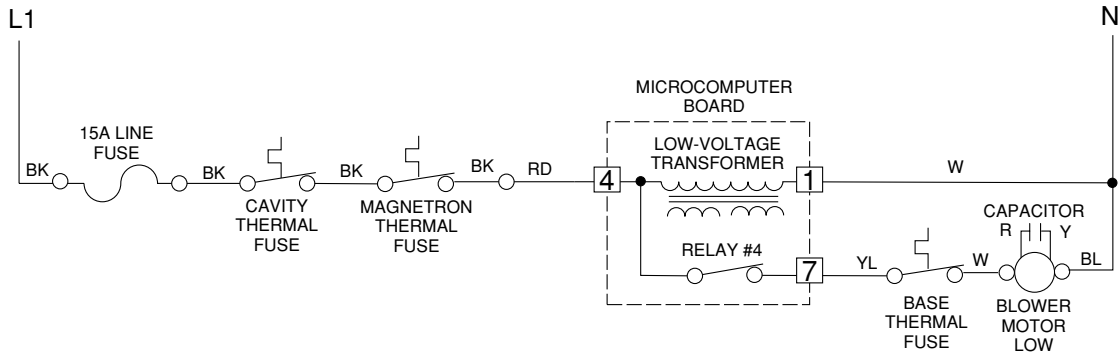 L1
N
MICROCOMPUTER
BOARD
15A LINE
FUSE
LOW-VOLTAGE
TRANSFORMER
BK
BK
BK
BK
RD
4
1
W
CAVITY
THERMAL
FUSE
MAGNETRON
THERMAL
FUSE
CAPACITOR
R
Y
RELAY #4
7
YL
W
BL
BASE
THERMAL
FUSE
BLOWER
MOTOR
LOW